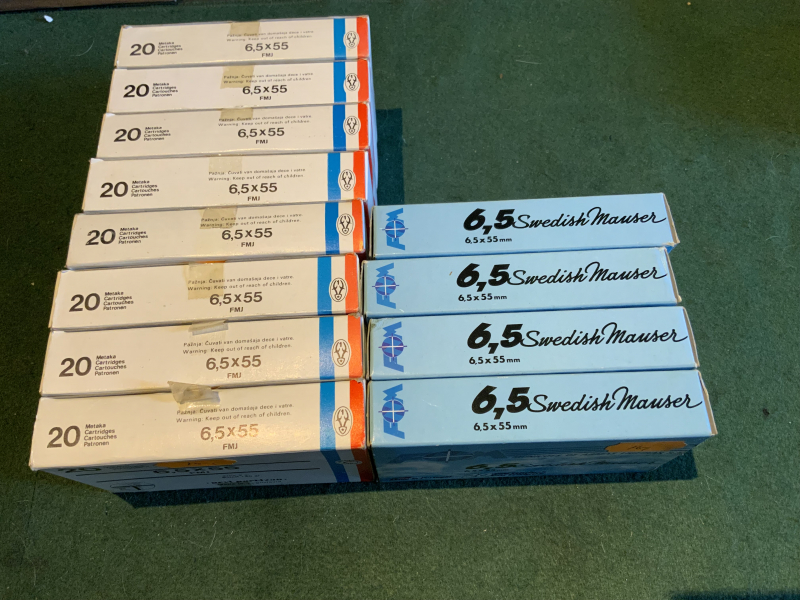 20 Metaka Cartridges Cartouches Patronen
Pažnja: Čuvati van domašaja dece i vatre.
Warning: Keep out of reach of children.
6,5x55
FMJ
20 Metaka Cartridges Cartouches Patronen
Pažnja: Čuvati van domašaja dece i vatre.
Warning: Keep out of reach of children.
6,5x55
FMJ
20 Metaka Cartridges Cartouches Patronen
Pažnja: Čuvati van domašaja dece i vatre.
Warning: Keep out of reach of children.
6,5x55
FMJ
20 Metaka Cartridges Cartouches Patronen
Pažnja: Čuvati van domašaja dece i vatre.
Warning: Keep out of reach of children.
6,5x55
FMJ
20 Metaka Cartridges Cartouches Patronen
Pažnja: Čuvati van domašaja dece i vatre.
Warning: Keep out of reach of children.
6,5x55
FMJ
20 Metaka Cartridges Cartouches Patronen
Pažnja: Čuvati van domašaja dece i vatre.
Warning: Keep out of reach of children.
6,5x55
FMJ
20 Metaka Cartridges Cartouches Patronen
Pažnja: Čuvati van domašaja dece i vatre.
Warning: Keep out of reach of children.
6,5x55
FMJ
20 Metaka Cartridges Cartouches Patronen
Pažnja: Čuvati van domašaja dece i vatre.
Warning: Keep out of reach of children.
6,5x55
FMJ
6,5 Swedish Mauser
6,5 x 55 mm
6,5 Swedish Mauser
6,5 x 55 mm
6,5 Swedish Mauser
6,5 x 55 mm
6,5 Swedish Mauser
6,5 x 55 mm